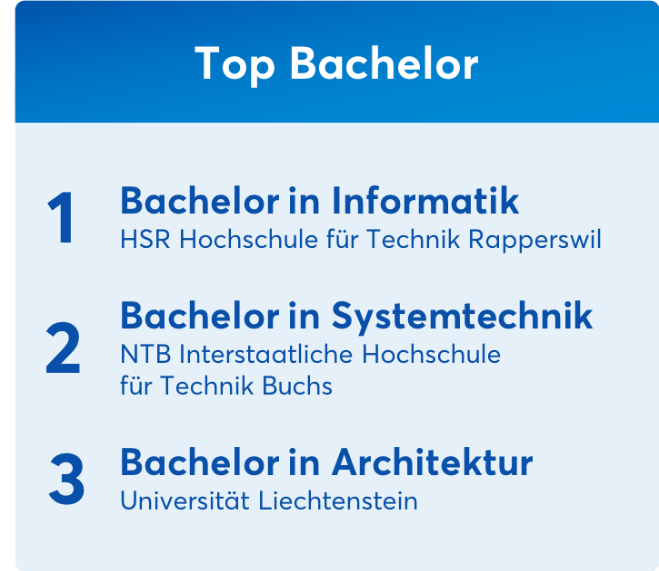 Top Bachelor
1
Bachelor in Informatik
HSR Hochschule für Technik Rapperswil
2
Bachelor in Systemtechnik
NTB Interstaatliche Hochschule
für Technik Buchs
3
Bachelor in Architektur
Universität Liechtenstein